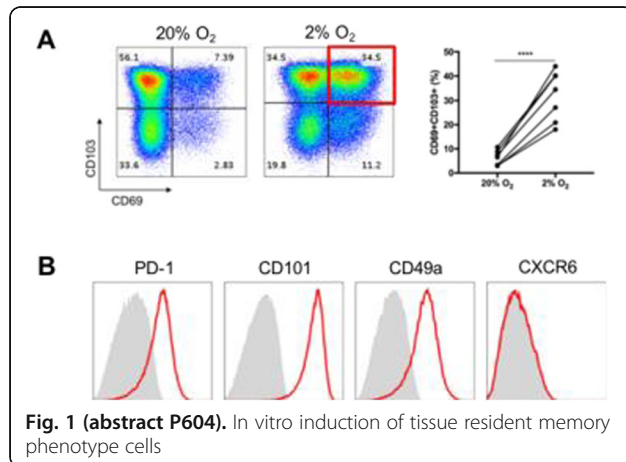 A
20% O₂
2% O₂
56.1
7.39
33.6
2.83
34.5
34.5
19.8
11.2
CD103
CD69
CD69+CD103+ (%)
50
40
30
20
10
0
****
20% O₂
2% O₂
B
PD-1
CD101
CD49a
CXCR6
Fig. 1 (abstract P604). In vitro induction of tissue resident memory
phenotype cells